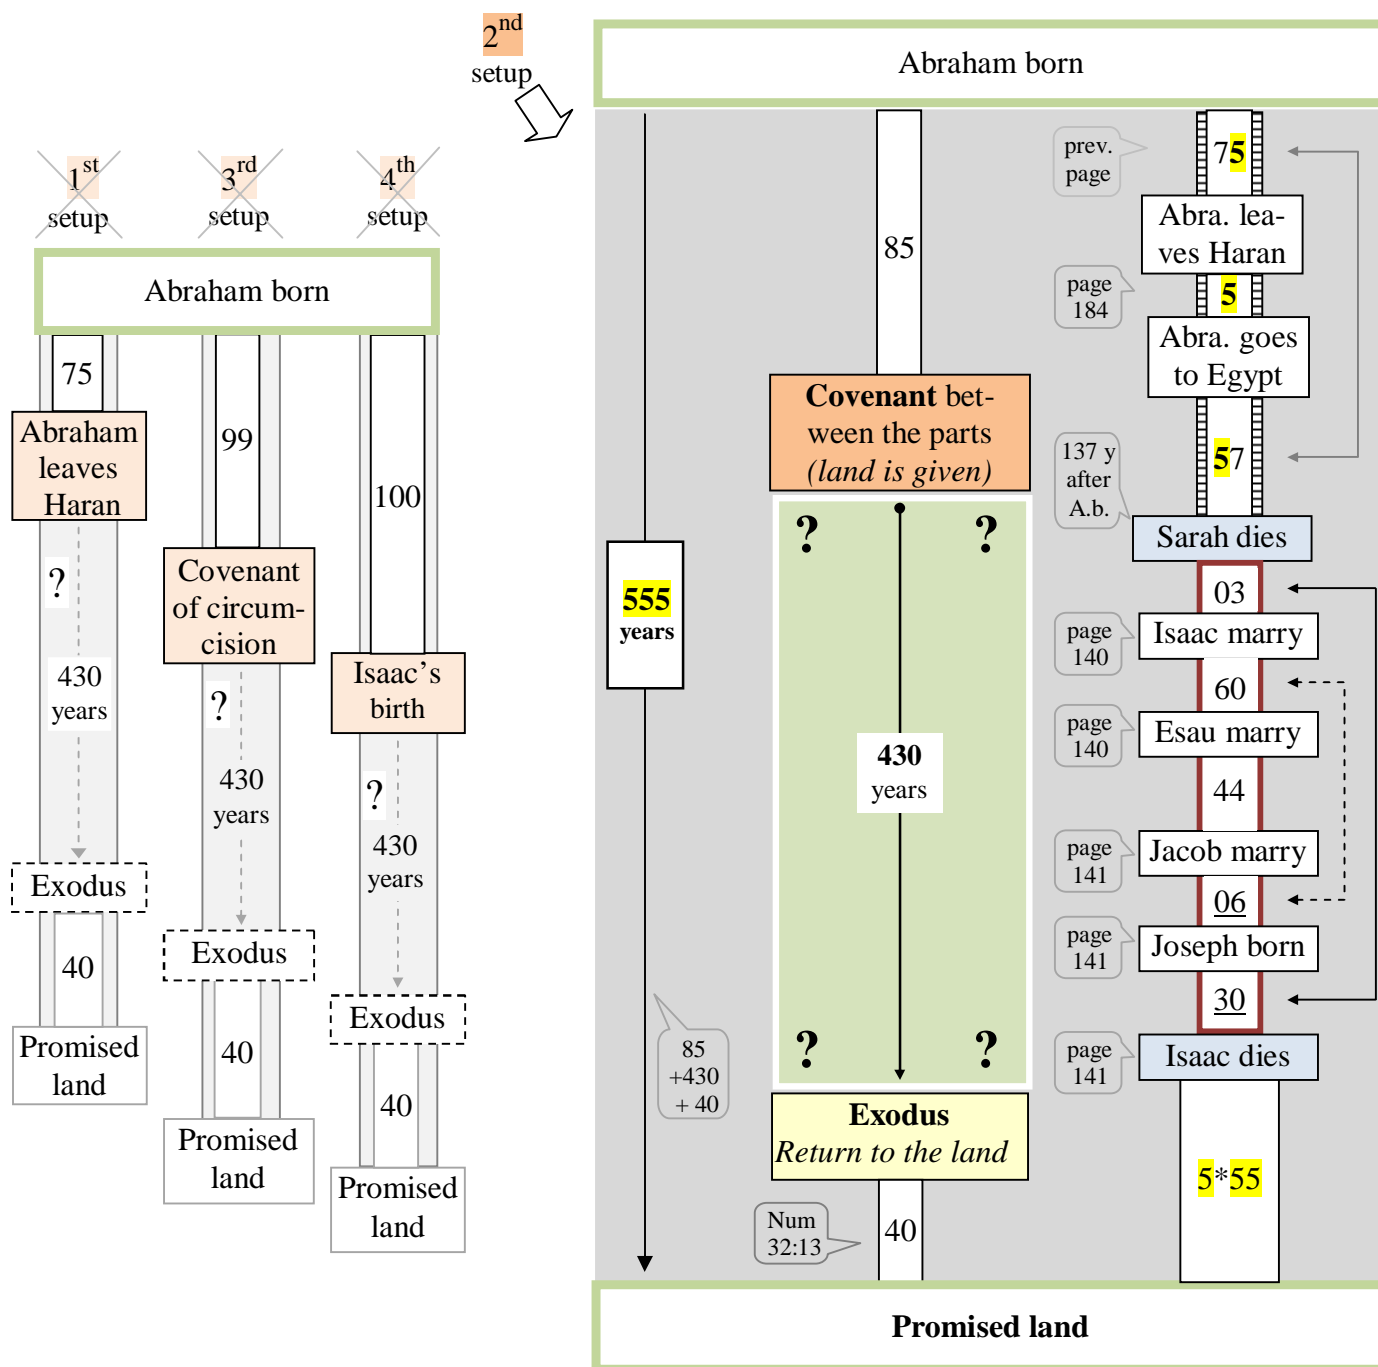 2nd
setup
1st
setup
3rd
setup
4th
setup
Abraham born
75
Abraham
leaves
Haran
?
430
years
Exodus
40
Promised
land
99
Covenant
of circum-
cision
?
430
years
Exodus
40
Promised
land
100
Isaac’s
birth
?
430
years
Exodus
40
Promised
land
Abraham born
555
years
85
+430
+ 40
85
Covenant bet-
ween the parts
(land is given)
? ?
430
years
? ?
Exodus
Return to the land
Num
32:13
40
prev.
page
75
Abra. lea-
ves Haran
page
184
5
Abra. goes
to Egypt
57
137 y
after
A.b.
Sarah dies
03
page
140
Isaac marry
60
page
140
Esau marry
44
page
141
Jacob marry
06
page
141
Joseph born
30
page
141
Isaac dies
5*55
Promised land